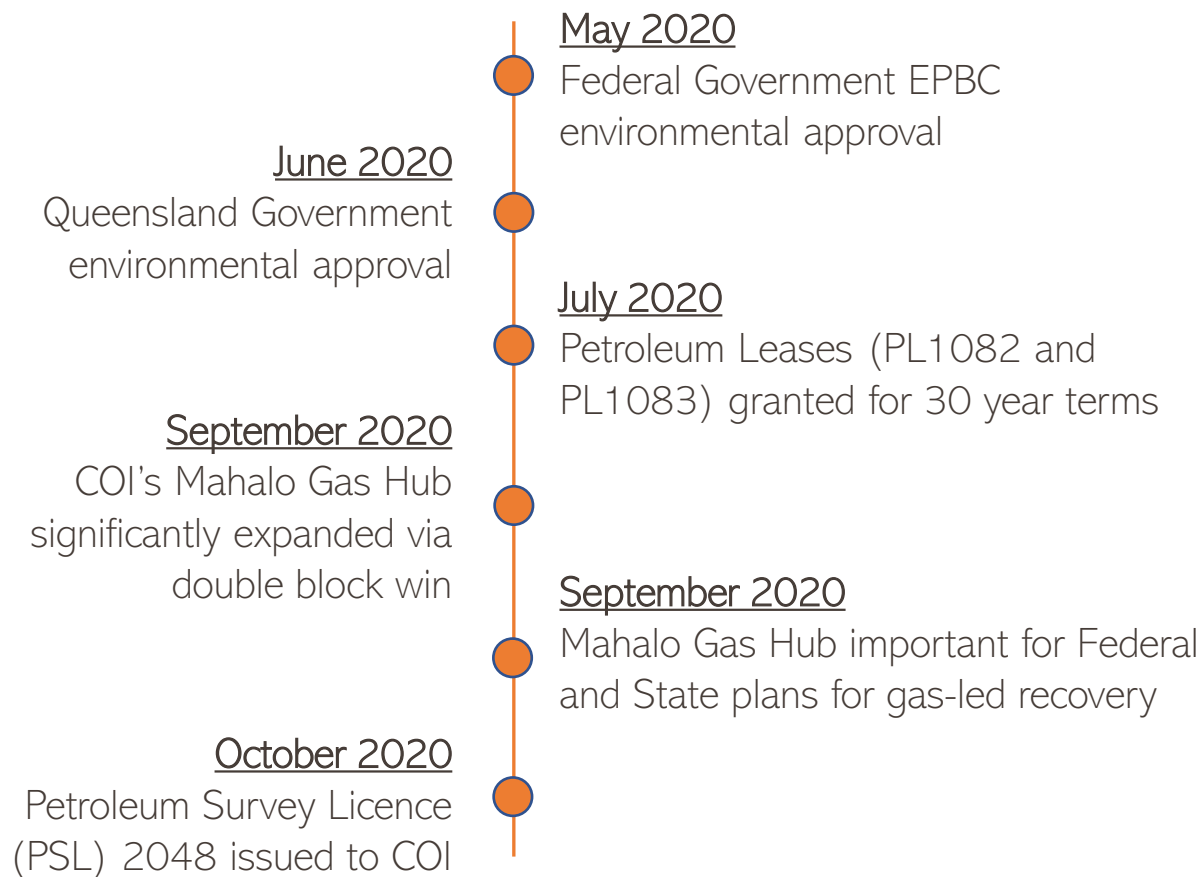 May 2020
Federal Government EPBC
environmental approval
June 2020
Queensland Government
environmental approval
July 2020
Petroleum Leases (PL1082 and
PL1083) granted for 30 year terms
September 2020
COI's Mahalo Gas Hub
significantly expanded via
double block win
September 2020
Mahalo Gas Hub important for Federal
and State plans for gas-led recovery
October 2020
Petroleum Survey Licence
(PSL) 2048 issued to COI